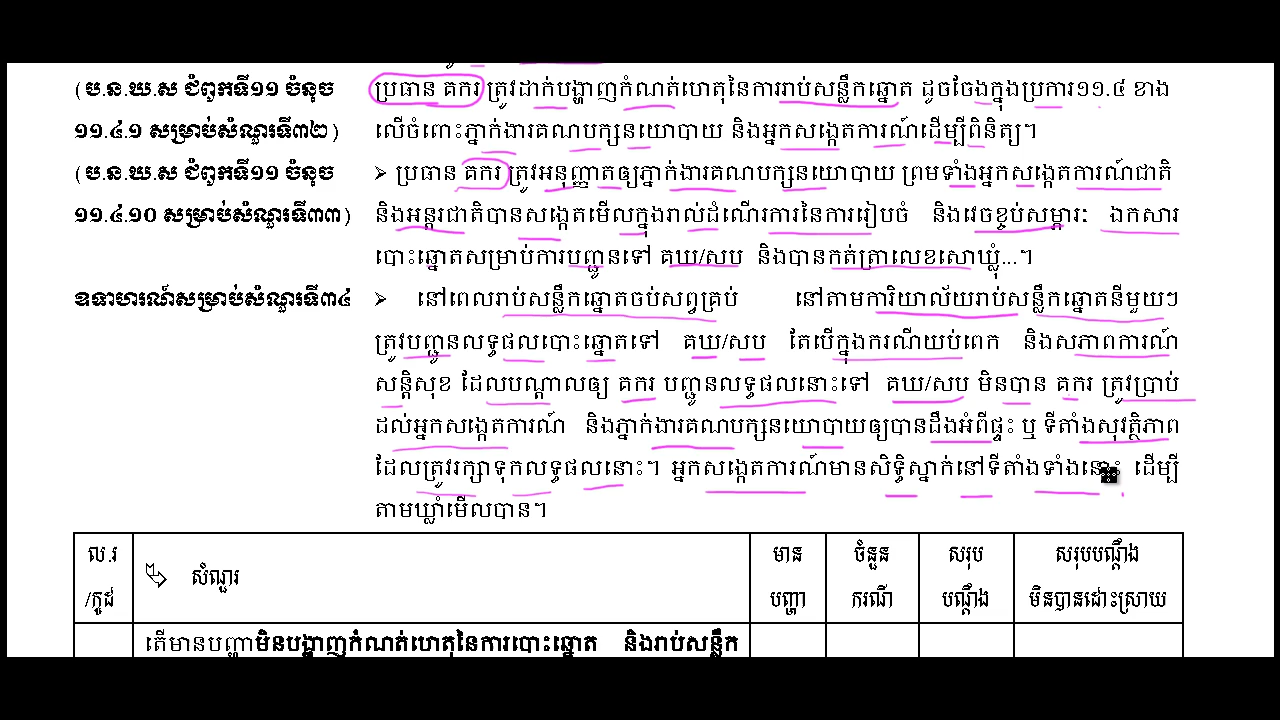 (ប.ន.ឃ.ស ជំពូកទី១១ ចំនុច ប្រធាន គករ ត្រូវដាក់បង្ហាញកំណត់ហេតុនៃការរាប់សន្លឹកឆ្នោត ដូចចែងក្នុងប្រការ១១.៤ ខាង
១១.៤.១ សម្រាប់សំណួរទី៣២) លើចំពោះភ្នាក់ងារគណបក្សនយោបាយ និងអ្នកសង្កេតការណ៍ដើម្បីពិនិត្យ។
(ប.ន.ឃ.ស ជំពូកទី១១ ចំនុច ➢ ប្រធាន គករ ត្រូវអនុញ្ញាតឲ្យភ្នាក់ងារគណបក្សនយោបាយ ព្រមទាំងអ្នកសង្កេតការណ៍ជាតិ
១១.៤.10 សម្រាប់សំណួរទី៣៣) និងអន្តរជាតិបានសង្កេតមើលក្នុងរាល់ដំណើរការនៃការរៀបចំ និងវេចខ្ចប់សម្ភារៈ ឯកសារ
បោះឆ្នោតសម្រាប់ការបញ្ជូនទៅ គឃ/សប និងបានកត់ត្រាលេខសោឃ្លុំ...។
ឧទាហរណ៍សម្រាប់សំណួរទី៣៤ ➢ នៅពេលរាប់សន្លឹកឆ្នោតចប់សព្វគ្រប់ នៅតាមការិយាល័យរាប់សន្លឹកឆ្នោតនីមួយៗ
ត្រូវបញ្ជូនលទ្ធផលបោះឆ្នោតទៅ គឃ/សប តែបើក្នុងករណីយប់ពេក និងសភាពការណ៍
សន្តិសុខ ដែលបណ្តាលឲ្យ គករ បញ្ជូនលទ្ធផលនោះទៅ គឃ/សប មិនបាន គករ ត្រូវប្រាប់
ដល់អ្នកសង្កេតការណ៍ និងភ្នាក់ងារគណបក្សនយោបាយឲ្យបានដឹងអំពីផ្ទះ ឬ ទីតាំងសុវត្ថិភាព
ដែលត្រូវរក្សាទុកលទ្ធផលនោះ។ អ្នកសង្កេតការណ៍មានសិទ្ធិស្នាក់នៅទីតាំងទាំងនោះ ដើម្បី
តាមឃ្លាំមើលបាន។
ល.រ /កូដ សំណួរ មាន បញ្ហា ចំនួន ករណី សរុប បណ្តឹង សរុបបណ្តឹង មិនបានដោះស្រាយ
តើមានបញ្ហាមិនបង្ហាញកំណត់ហេតុនៃការបោះឆ្នោត និងរាប់សន្លឹក